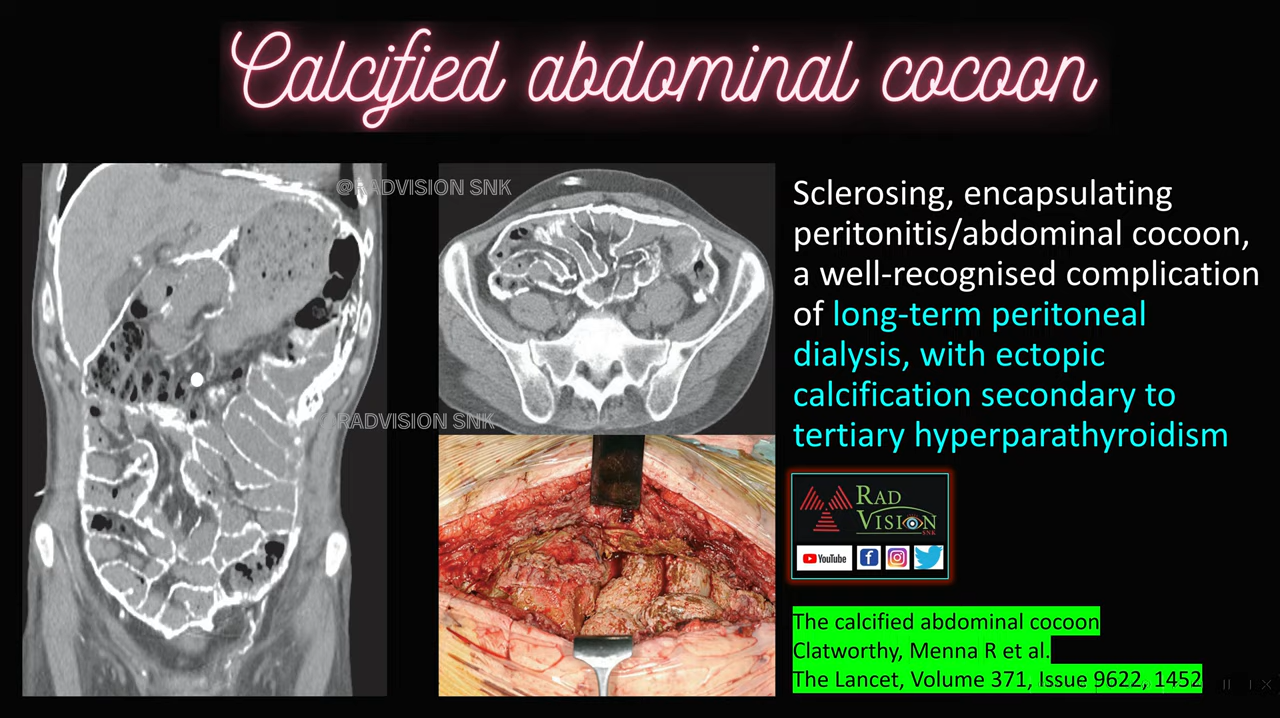 Calcified abdominal cocoon
@RADVISION SNK
RADVISION SNK
Sclerosing, encapsulating
peritonitis/abdominal cocoon,
a well-recognised complication
of long-term peritoneal
dialysis, with ectopic
calcification secondary to
tertiary hyperparathyroidism
RAD
VISION
SNK
YouTube
The calcified abdominal cocoon
Clatworthy, Menna R et al.
The Lancet, Volume 371, Issue 9622, 1452